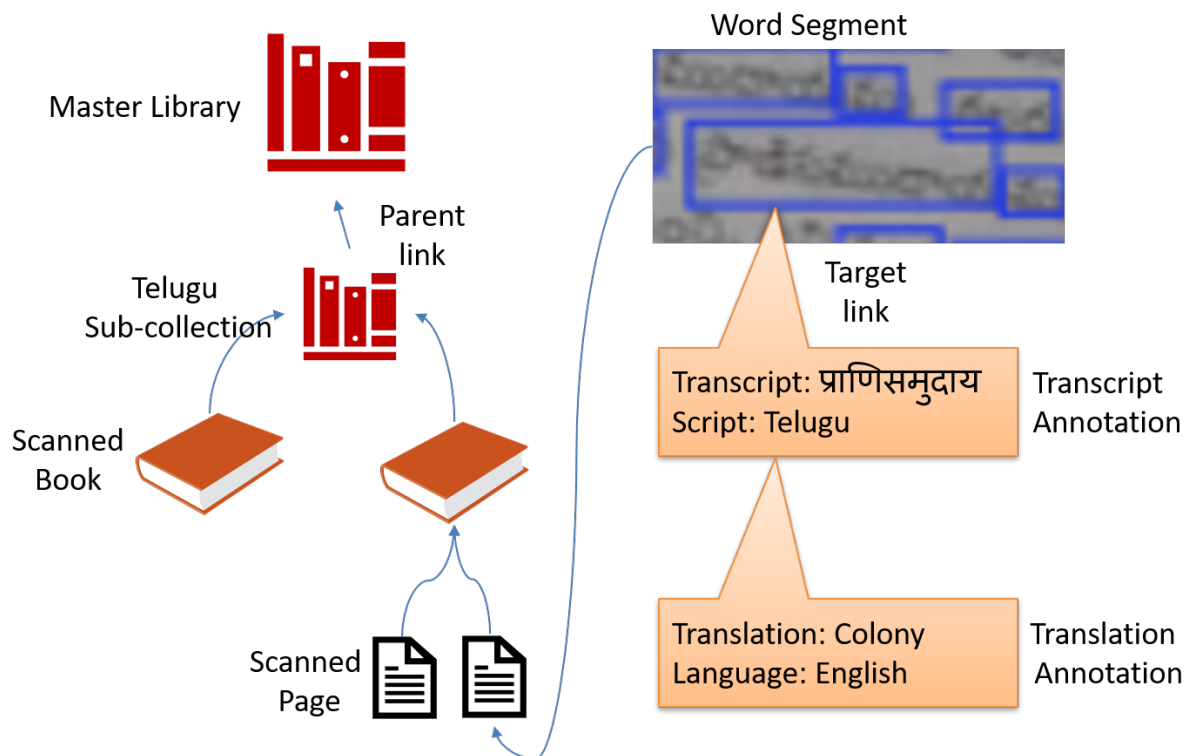 Word Segment
Master Library
Parent
link
Telugu
Sub-collection
Target
link
Transcript: प्राणिसमुदाय
Script: Telugu
Transcript
Annotation
Scanned
Book
Translation: Colony
Language: English
Translation
Annotation
Scanned
Page